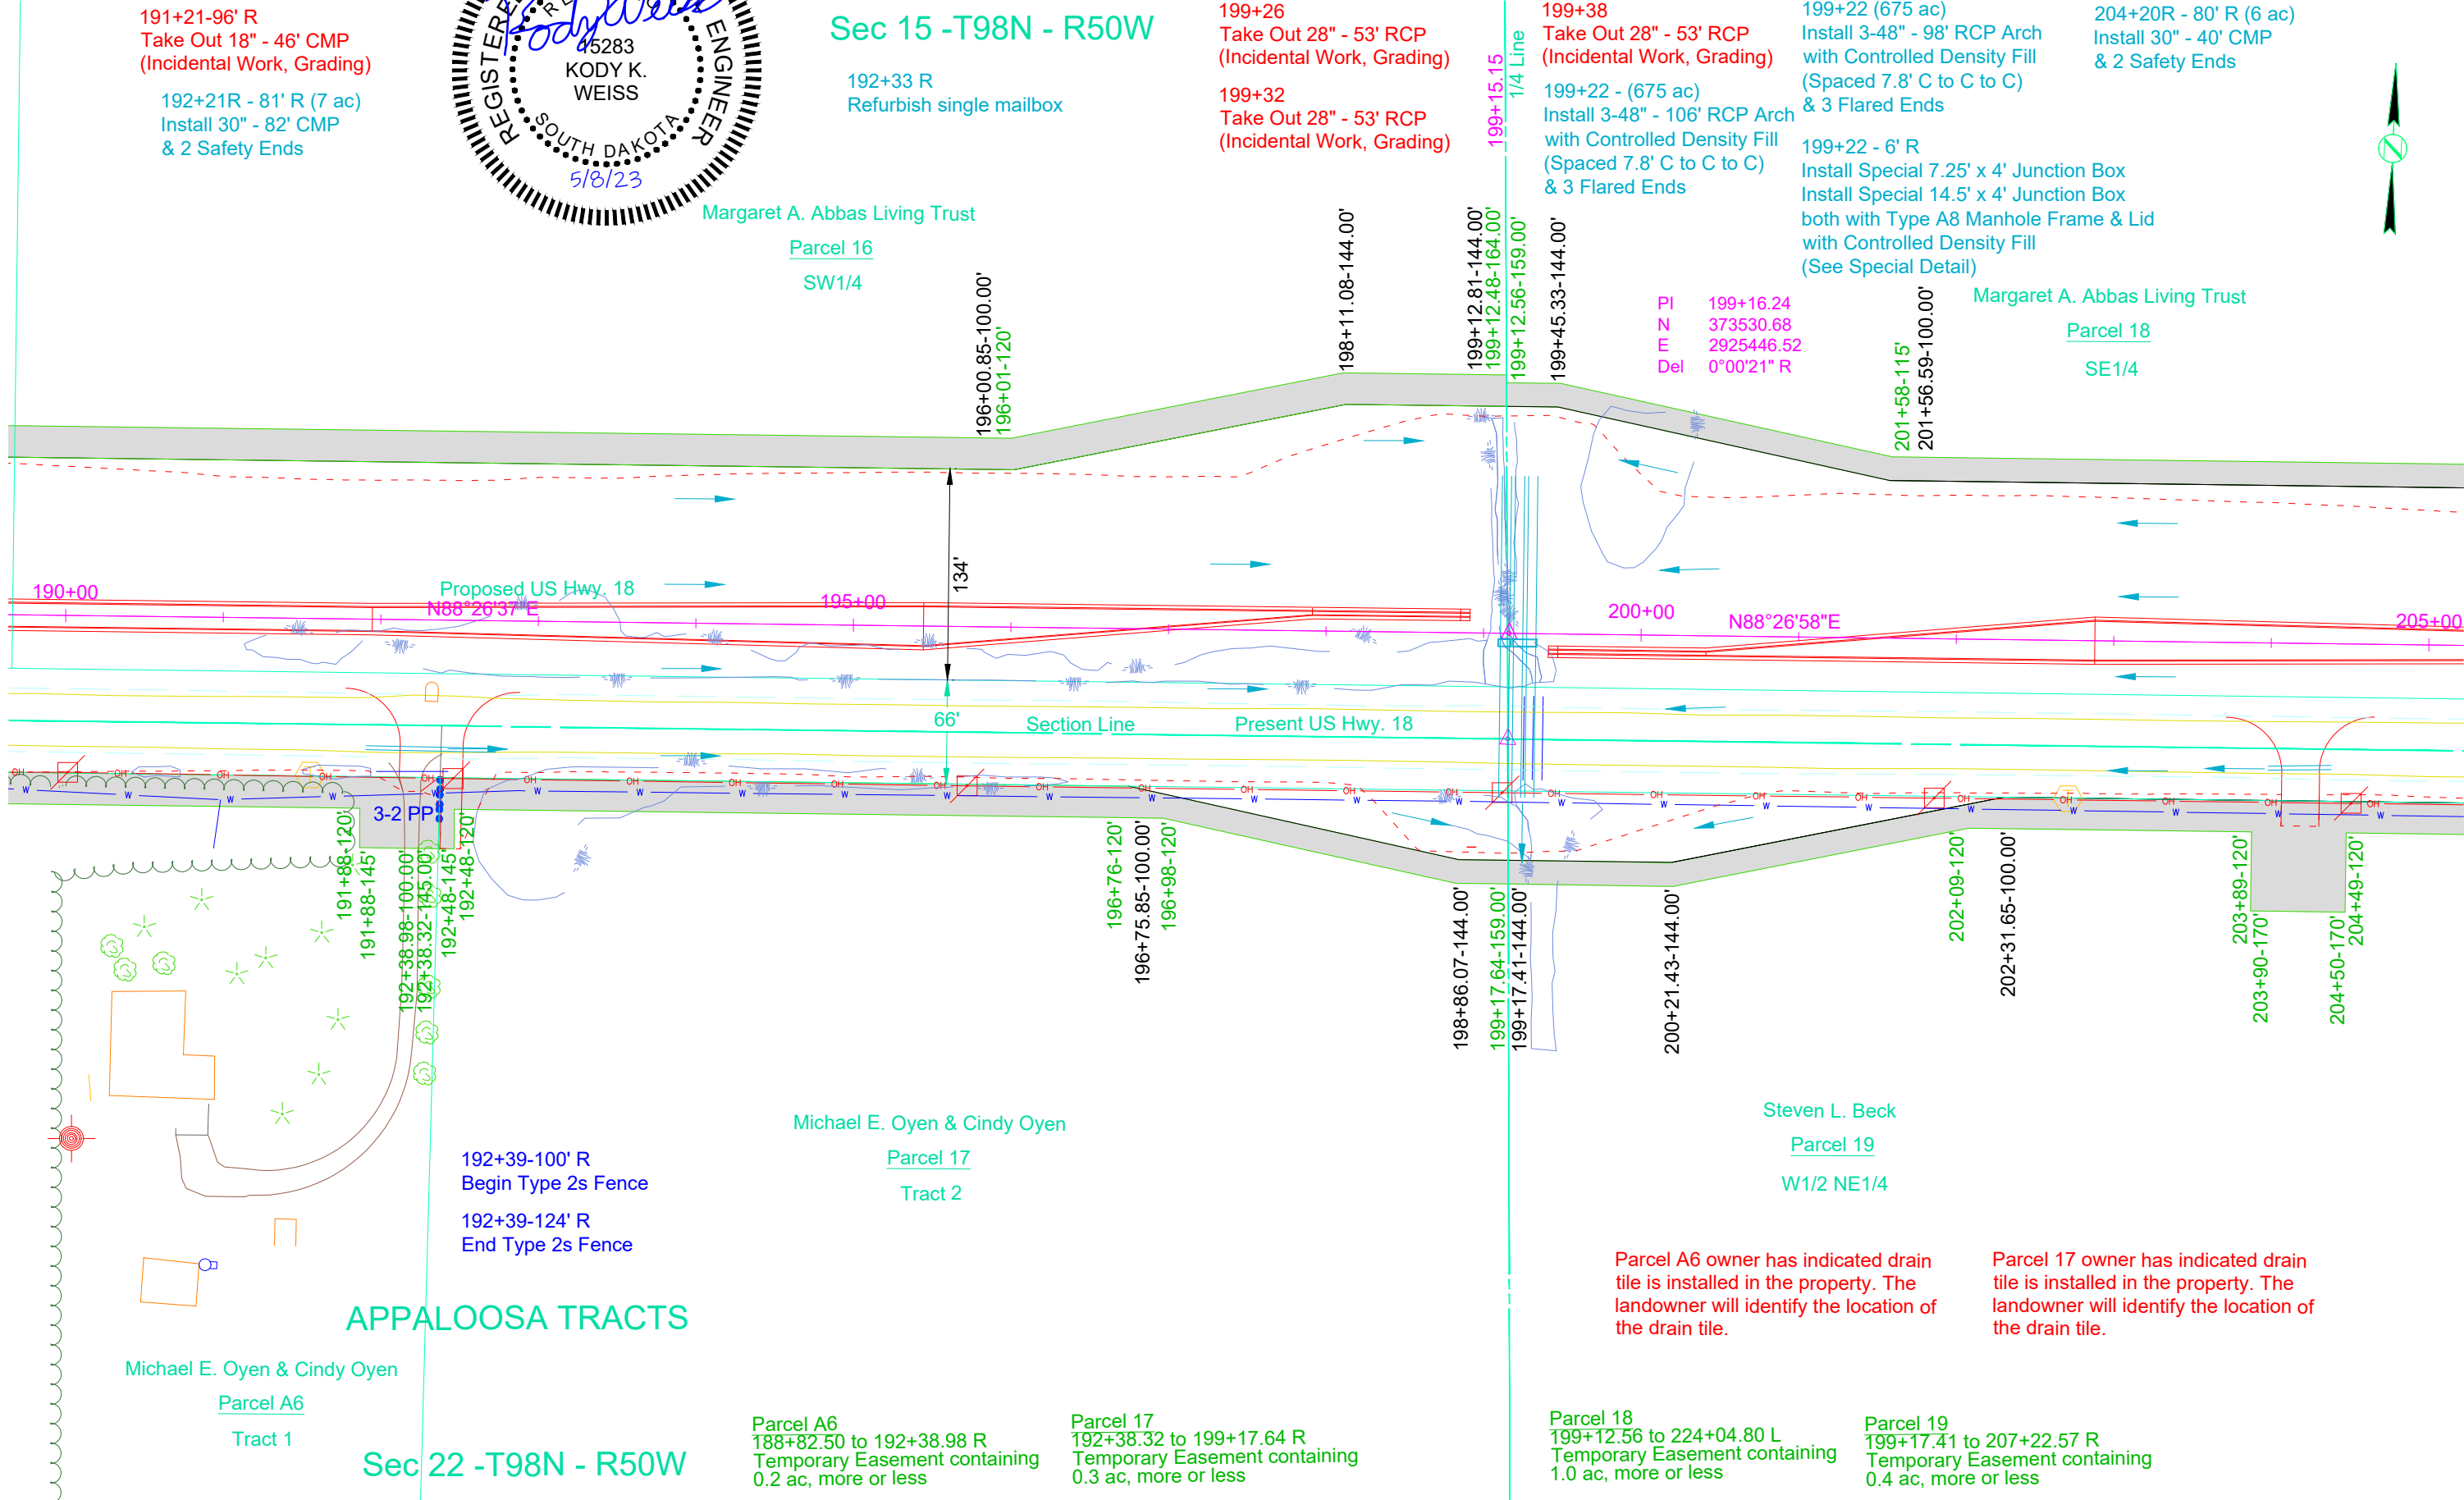 191+21-96' R
Take Out 18" - 46' CMP
(Incidental Work, Grading)
192+21R - 81' R (7 ac)
Install 30" - 82' CMP
& 2 Safety Ends
REGISTERED
ENGINEER
15283
KODY K.
WEISS
SOUTH DAKOTA
5/8/23
Sec 15 -T98N - R50W
192+33 R
Refurbish single mailbox
199+26
Take Out 28" - 53' RCP
(Incidental Work, Grading)
199+32
Take Out 28" - 53' RCP
(Incidental Work, Grading)
199+15.15
1/4 Line
199+38
Take Out 28" - 53' RCP
(Incidental Work, Grading)
199+22 - (675 ac)
Install 3-48" - 106' RCP Arch
with Controlled Density Fill
(Spaced 7.8' C to C to C)
& 3 Flared Ends
199+22 (675 ac)
Install 3-48" - 98' RCP Arch
with Controlled Density Fill
(Spaced 7.8' C to C to C)
& 3 Flared Ends
199+22 - 6' R
Install Special 7.25' x 4' Junction Box
Install Special 14.5' x 4' Junction Box
both with Type A8 Manhole Frame & Lid
with Controlled Density Fill
(See Special Detail)
204+20R - 80' R (6 ac)
Install 30" - 40' CMP
& 2 Safety Ends
N
Margaret A. Abbas Living Trust
Parcel 16
SW1/4
196+00.85-100.00'
196+01-120'
198+11.08-144.00'
199+12.81-144.00'
199+12.48-164.00'
199+12.56-159.00'
199+45.33-144.00'
PI 199+16.24
N 373530.68
E 2925446.52
Del 0°00'21" R
201+58-115'
201+56.59-100.00'
Margaret A. Abbas Living Trust
Parcel 18
SE1/4
190+00
Proposed US Hwy. 18
N88°26'37"E
195+00
134'
200+00
N88°26'58"E
205+00
66'
Section Line
Present US Hwy. 18
OH OH OH OH OH OH OH OH OH OH OH OH OH OH OH OH OH OH OH OH OH OH OH OH
W W W W W W W W W W W W W W W W W W W W W W W W
3-2 PP
191+88-120'
191+88-145'
192+38.98-100.00'
192+38.32-145.00'
192+48-145'
192+48-120'
196+76-120'
196+75.85-100.00'
196+98-120'
198+86.07-144.00'
199+17.64-159.00'
199+17.41-144.00'
200+21.43-144.00'
202+09-120'
202+31.65-100.00'
203+89-120'
203+90-170'
204+50-170'
204+49-120'
Michael E. Oyen & Cindy Oyen
Parcel 17
Tract 2
Steven L. Beck
Parcel 19
W1/2 NE1/4
192+39-100' R
Begin Type 2s Fence
192+39-124' R
End Type 2s Fence
Parcel A6 owner has indicated drain
tile is installed in the property. The
landowner will identify the location of
the drain tile.
Parcel 17 owner has indicated drain
tile is installed in the property. The
landowner will identify the location of
the drain tile.
APPALOOSA TRACTS
Michael E. Oyen & Cindy Oyen
Parcel A6
Tract 1
Sec 22 -T98N - R50W
Parcel A6
188+82.50 to 192+38.98 R
Temporary Easement containing
0.2 ac, more or less
Parcel 17
192+38.32 to 199+17.64 R
Temporary Easement containing
0.3 ac, more or less
Parcel 18
199+12.56 to 224+04.80 L
Temporary Easement containing
1.0 ac, more or less
Parcel 19
199+17.41 to 207+22.57 R
Temporary Easement containing
0.4 ac, more or less